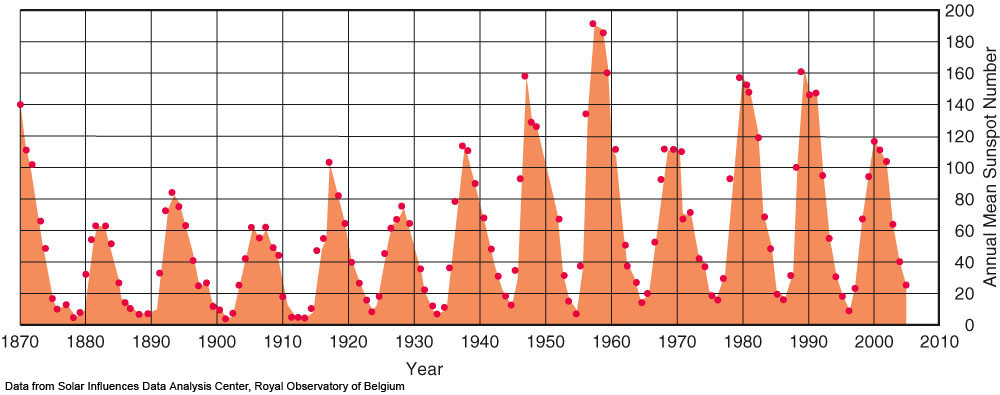 200
180
160
140
120
100
80
60
40
20
0
Annual Mean Sunspot Number
1870 1880 1890 1900 1910 1920 1930 1940 1950 1960 1970 1980 1990 2000 2010
Year
Data from Solar Influences Data Analysis Center, Royal Observatory of Belgium